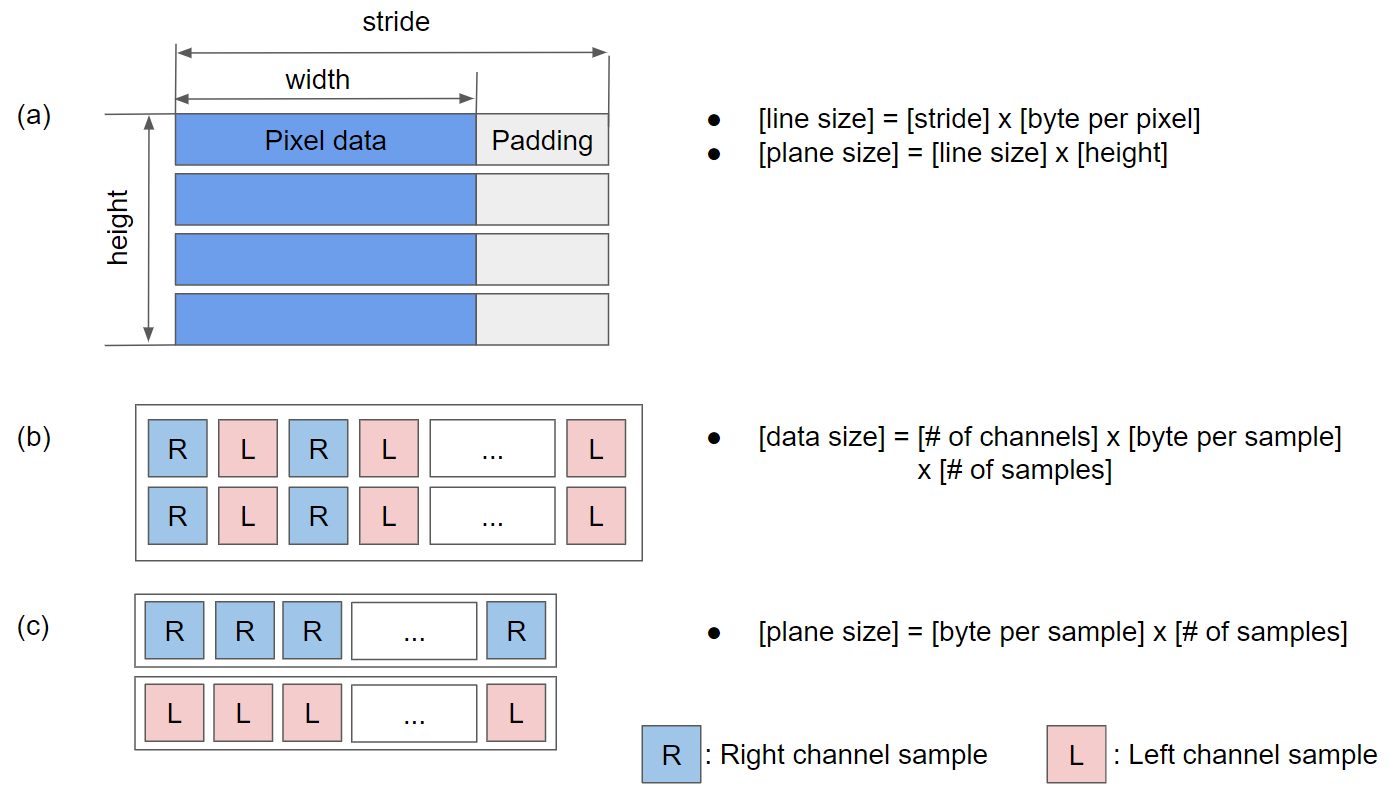 stride
width
(a)
Pixel data
Padding
height
● [line size] = [stride] x [byte per pixel]
● [plane size] = [line size] x [height]
(b)
R L R L ... L
R L R L ... L
● [data size] = [# of channels] x [byte per sample]
x [# of samples]
(c)
R R R ... R
L L L ... L
● [plane size] = [byte per sample] x [# of samples]
R : Right channel sample
L : Left channel sample